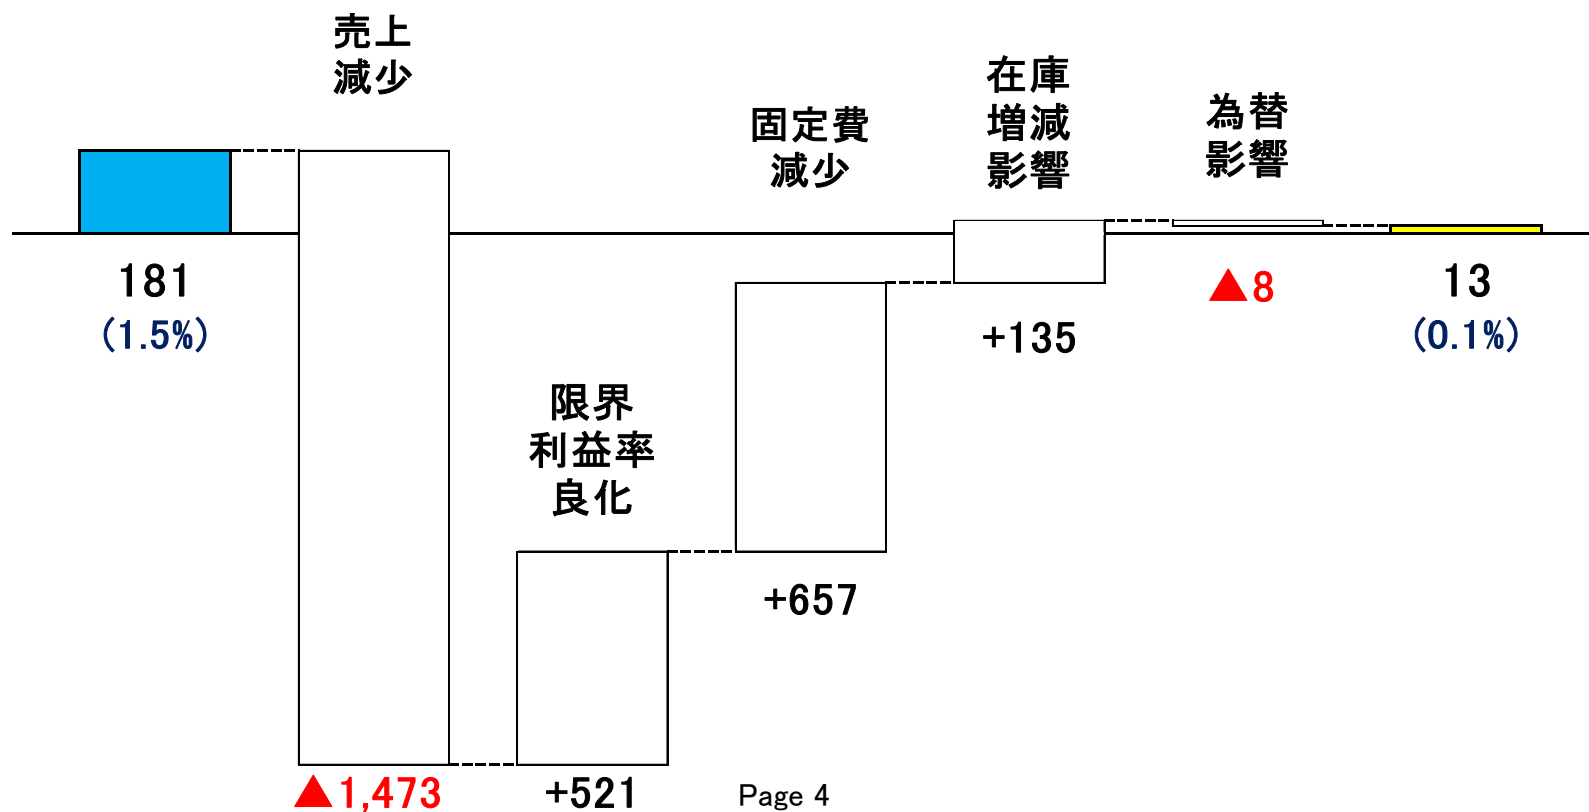 売上
減少
181
(1.5%)
▲1,473
限界
利益率
良化
+521
固定費
減少
+657
在庫
増減
影響
+135
為替
影響
▲8
13
(0.1%)
Page 4